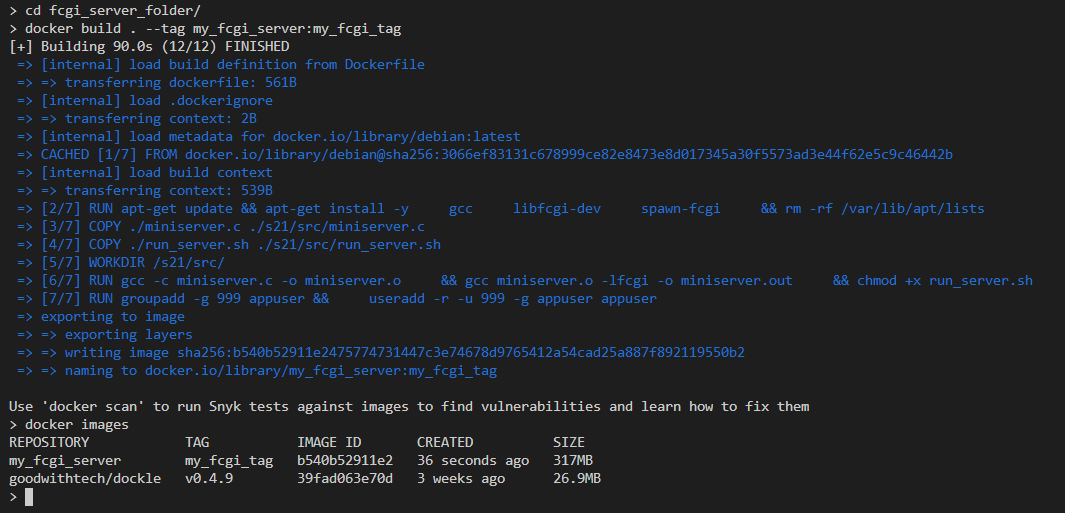 > cd fcgi_server_folder/
> docker build . --tag my_fcgi_server:my_fcgi_tag
[+] Building 90.0s (12/12) FINISHED
=> [internal] load build definition from Dockerfile
=> => transferring dockerfile: 561B
=> [internal] load .dockerignore
=> => transferring context: 2B
=> [internal] load metadata for docker.io/library/debian:latest
=> CACHED [1/7] FROM docker.io/library/debian@sha256:3066ef83131c678999ce82e8473e8d017345a30f5573ad3e44f62e5c9c46442b
=> [internal] load build context
=> => transferring context: 539B
=> [2/7] RUN apt-get update && apt-get install -y     gcc     libfcgi-dev     spawn-fcgi     && rm -rf /var/lib/apt/lists
=> [3/7] COPY ./miniserver.c ./s21/src/miniserver.c
=> [4/7] COPY ./run_server.sh ./s21/src/run_server.sh
=> [5/7] WORKDIR /s21/src/
=> [6/7] RUN gcc -c miniserver.c -o miniserver.o     && gcc miniserver.o -lfcgi -o miniserver.out     && chmod +x run_server.sh
=> [7/7] RUN groupadd -g 999 appuser &&     useradd -r -u 999 -g appuser appuser
=> exporting to image
=> => exporting layers
=> => writing image sha256:b540b52911e2475774731447c3e74678d9765412a54cad25a887f892119550b2
=> => naming to docker.io/library/my_fcgi_server:my_fcgi_tag
Use 'docker scan' to run Snyk tests against images to find vulnerabilities and learn how to fix them
> docker images
REPOSITORY            TAG           IMAGE ID       CREATED          SIZE
my_fcgi_server        my_fcgi_tag   b540b52911e2   36 seconds ago   317MB
goodwithtech/dockle   v0.4.9        39fad063e70d   3 weeks ago      26.9MB
>